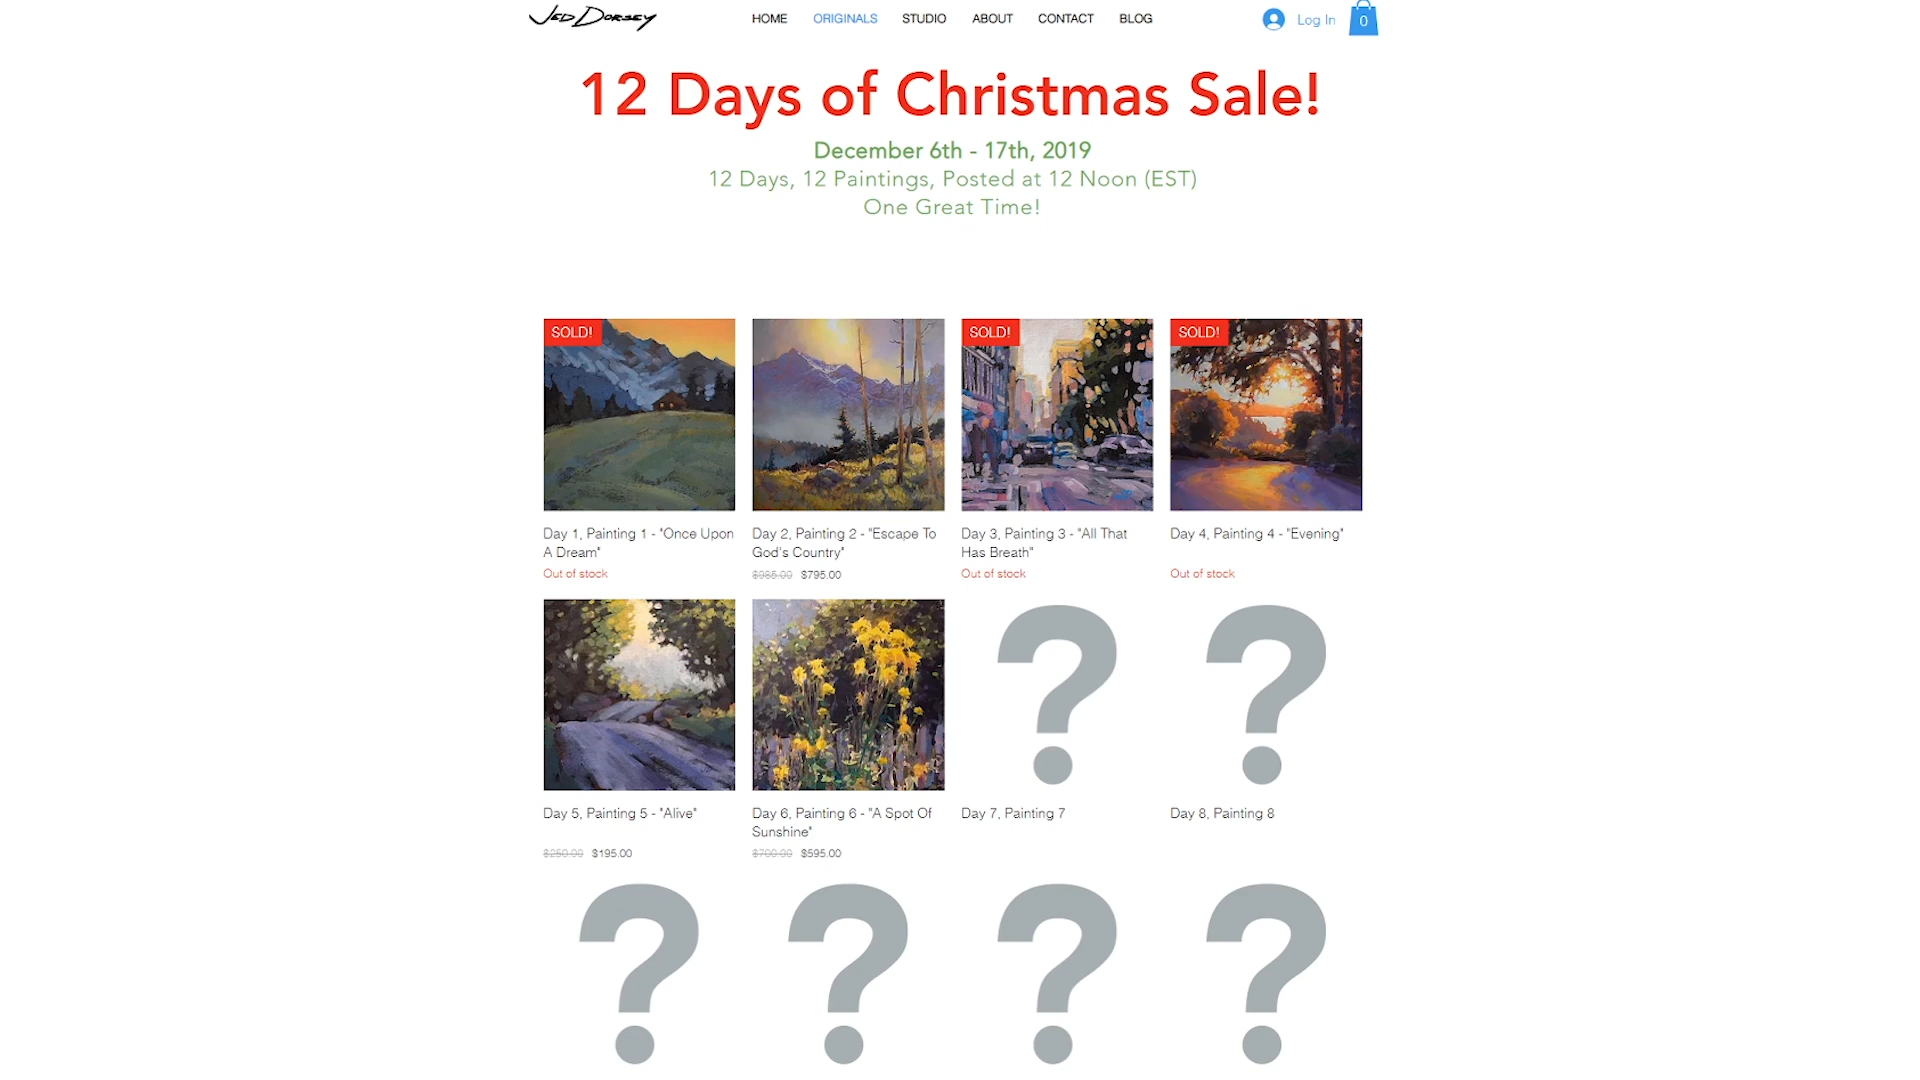 Jed Dorsey
HOME ORIGINALS STUDIO ABOUT CONTACT BLOG
Log In
0
12 Days of Christmas Sale!
December 6th - 17th, 2019
12 Days, 12 Paintings, Posted at 12 Noon (EST)
One Great Time!
SOLD!
SOLD!
SOLD!
Day 1, Painting 1 - "Once Upon
A Dream"
Out of stock
Day 2, Painting 2 - "Escape To
God's Country"
$985.00 $795.00
Day 3, Painting 3 - "All That
Has Breath"
Out of stock
Day 4, Painting 4 - "Evening"
Out of stock
?
?
Day 5, Painting 5 - "Alive"
$250.00 $195.00
Day 6, Painting 6 - "A Spot Of
Sunshine"
$700.00 $595.00
Day 7, Painting 7
Day 8, Painting 8
?
?
?
?